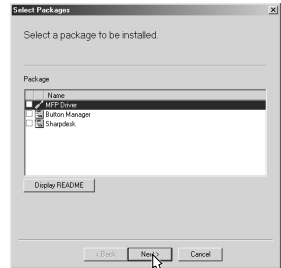 Select Packages
Select a package to be installed.
Package
Name
MFP Driver
Button Manager
Sharpdesk
Display README
< Back Next > Cancel